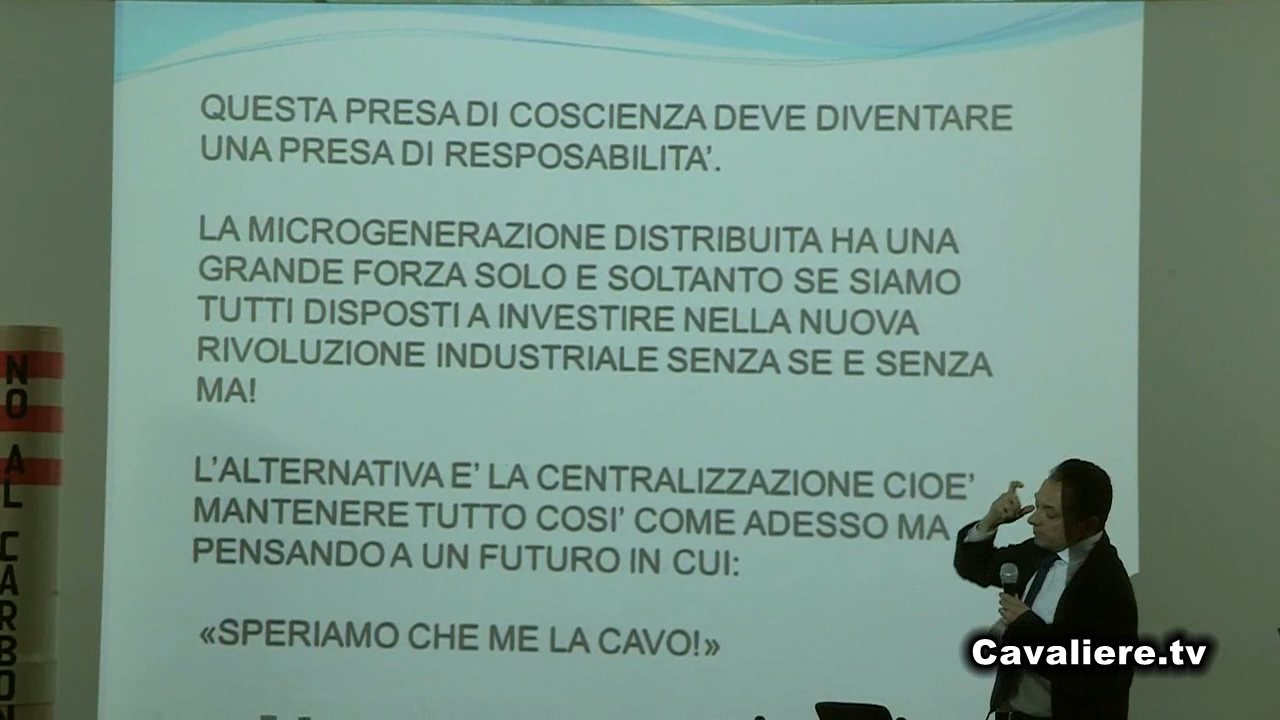 QUESTA PRESA DI COSCIENZA DEVE DIVENTARE
UNA PRESA DI RESPOSABILITA’.
LA MICROGENERAZIONE DISTRIBUITA HA UNA
GRANDE FORZA SOLO E SOLTANTO SE SIAMO
TUTTI DISPOSTI A INVESTIRE NELLA NUOVA
RIVOLUZIONE INDUSTRIALE SENZA SE E SENZA
MA!
L’ALTERNATIVA E’ LA CENTRALIZZAZIONE CIOE’
MANTENERE TUTTO COSI’ COME ADESSO MA
PENSANDO A UN FUTURO IN CUI:
«SPERIAMO CHE ME LA CAVO!»
NO AL CARBON
Cavaliere.tv